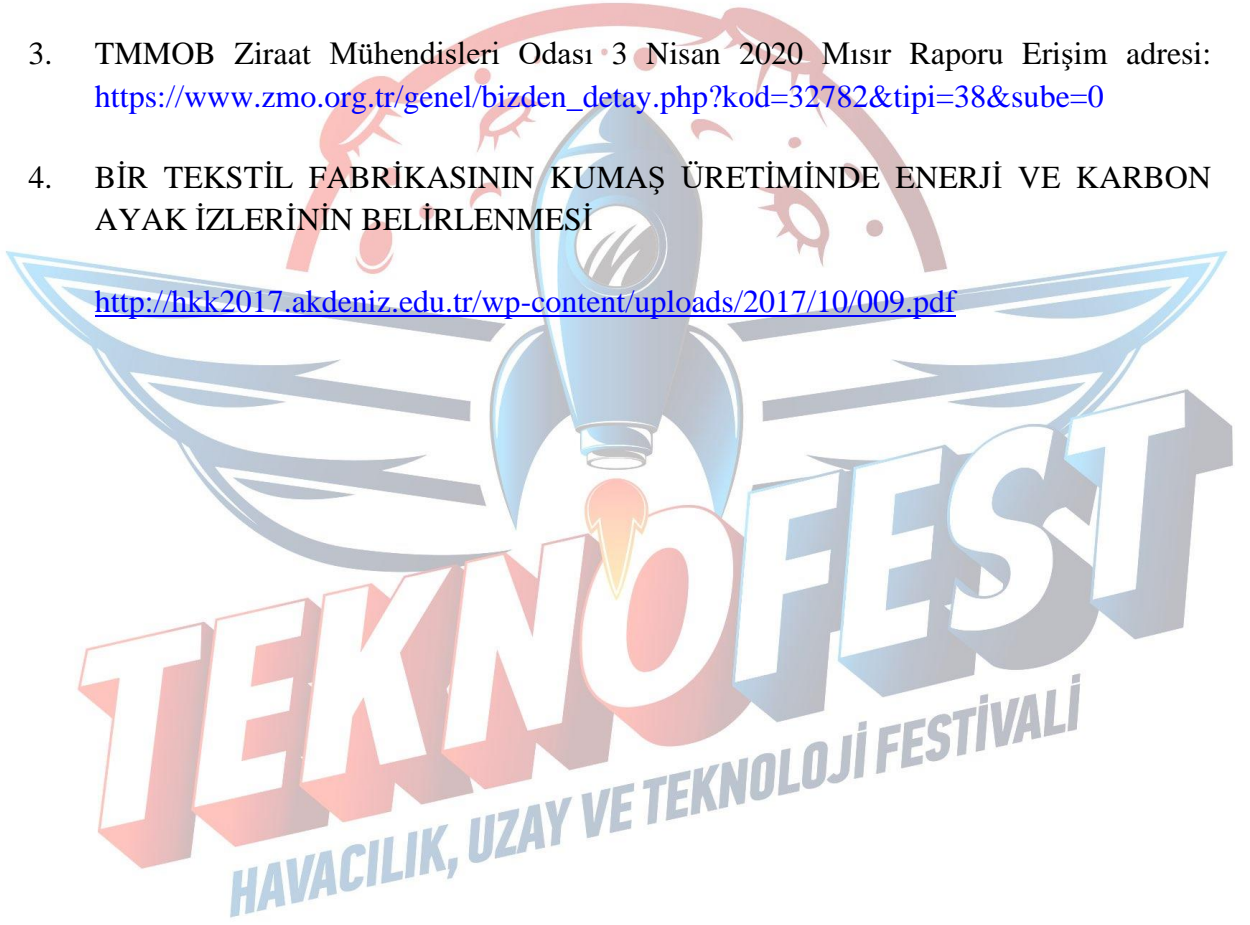 3. TMMOB Ziraat Mühendisleri Odası 3 Nisan 2020 Mısır Raporu Erişim adresi:
https://www.zmo.org.tr/genel/bizden_detay.php?kod=32782&tipi=38&sube=0
4. BİR TEKSTİL FABRİKASININ KUMAŞ ÜRETİMİNDE ENERJİ VE KARBON
AYAK İZLERİNİN BELİRLENMESİ
http://hkk2017.akdeniz.edu.tr/wp-content/uploads/2017/10/009.pdf
TEKNOFEST
HAVACILIK, UZAY VE TEKNOLOJİ FESTİVALİ